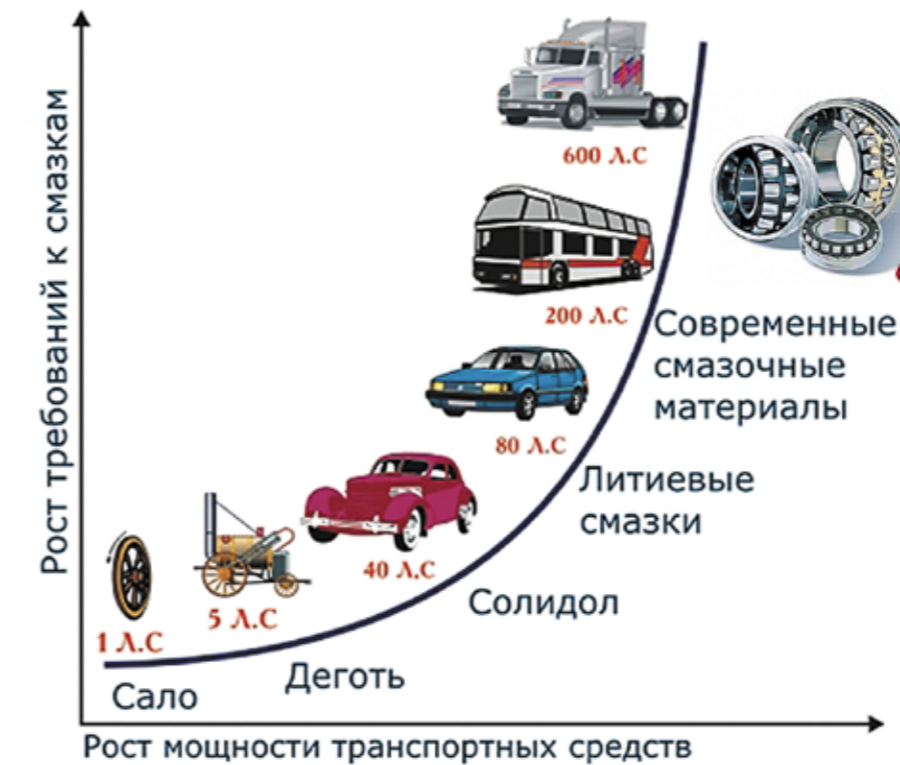 Рост требований к смазкам
600 Л.С
200 Л.С
Современные
смазочные
материалы
80 Л.С
Литиевые
смазки
40 Л.С
Солидол
5 Л.С
1 Л.С
Деготь
Сало
Рост мощности транспортных средств